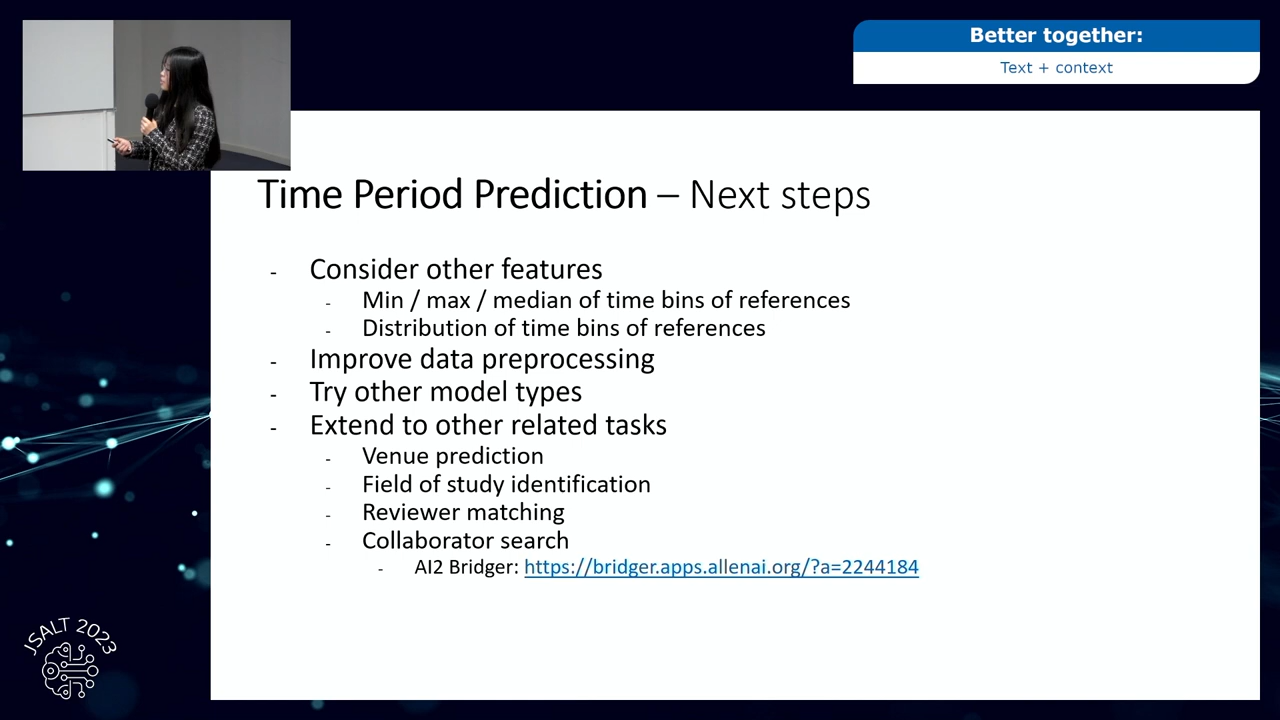 Better together:
Text + context
Time Period Prediction – Next steps
- Consider other features
- Min / max / median of time bins of references
- Distribution of time bins of references
- Improve data preprocessing
- Try other model types
- Extend to other related tasks
- Venue prediction
- Field of study identification
- Reviewer matching
- Collaborator search
- AI2 Bridger: https://bridger.apps.allenai.org/?a=2244184
JSALT 2023